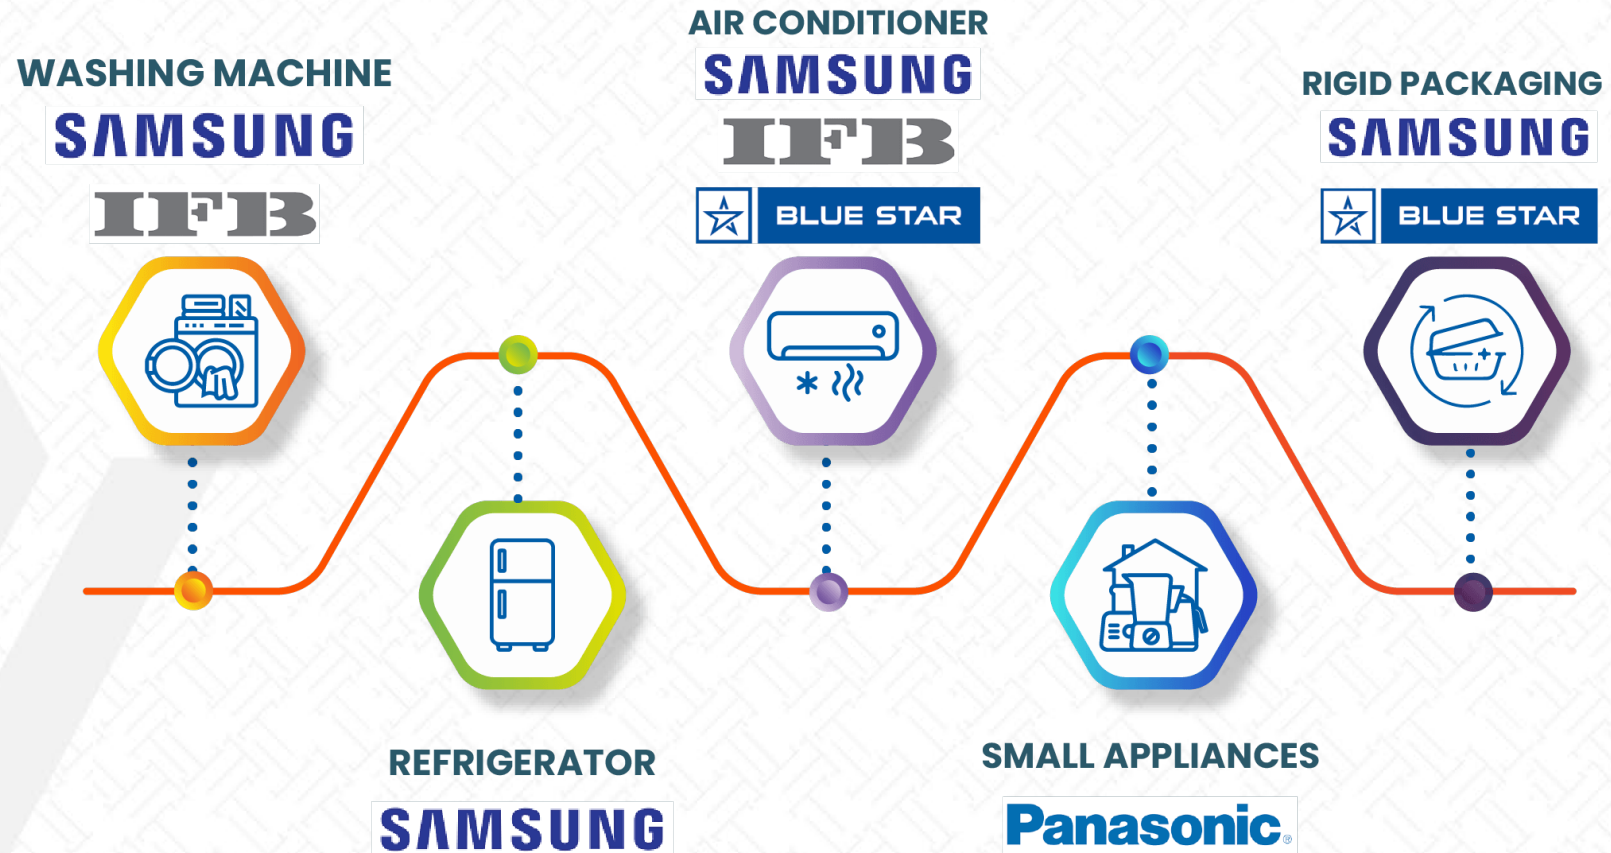 WASHING MACHINE
SAMSUNG
IFB
REFRIGERATOR
SAMSUNG
AIR CONDITIONER
SAMSUNG
IFB
BLUE STAR
SMALL APPLIANCES
Panasonic®
RIGID PACKAGING
SAMSUNG
BLUE STAR